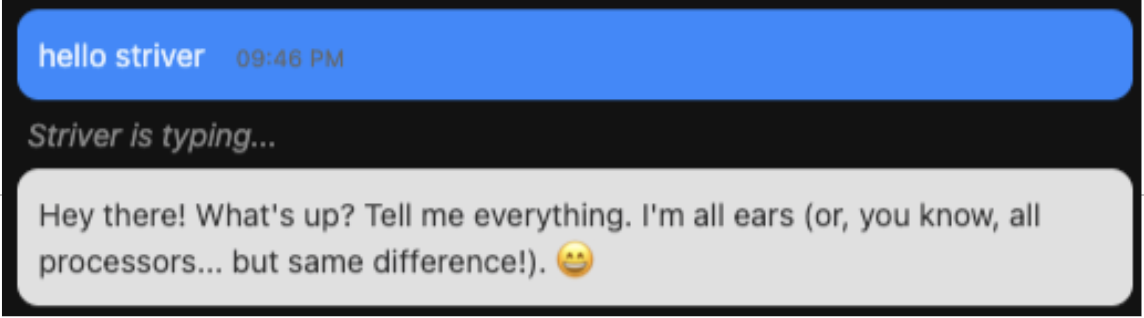 hello striver 09:46 PM
Striver is typing...
Hey there! What's up? Tell me everything. I'm all ears (or, you know, all
processors... but same difference!). 😄